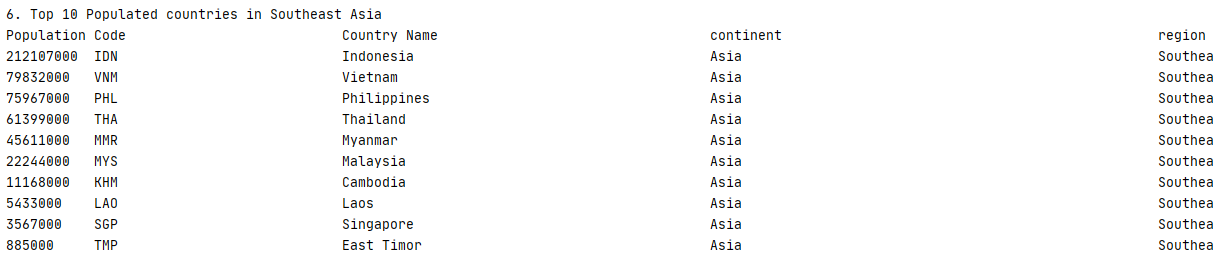 6. Top 10 Populated countries in Southeast Asia
Population Code Country Name continent region
212107000 IDN Indonesia Asia Southea
79832000 VNM Vietnam Asia Southea
75967000 PHL Philippines Asia Southea
61399000 THA Thailand Asia Southea
45611000 MMR Myanmar Asia Southea
22244000 MYS Malaysia Asia Southea
11168000 KHM Cambodia Asia Southea
5433000 LAO Laos Asia Southea
3567000 SGP Singapore Asia Southea
885000 TMP East Timor Asia Southea